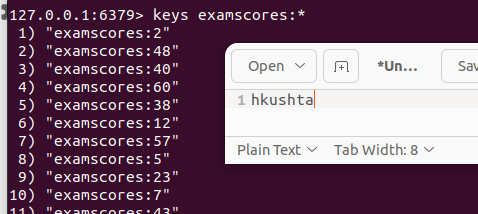 127.0.0.1:6379> keys examscores:*
1) "examscores:2"
2) "examscores:48"
3) "examscores:40"
4) "examscores:60"
5) "examscores:38"
6) "examscores:12"
7) "examscores:57"
8) "examscores:5"
9) "examscores:23"
10) "examscores:7"
11) "examscores:43"
Open
*Un...
Sav
1 hkushta
Plain Text
Tab Width: 8